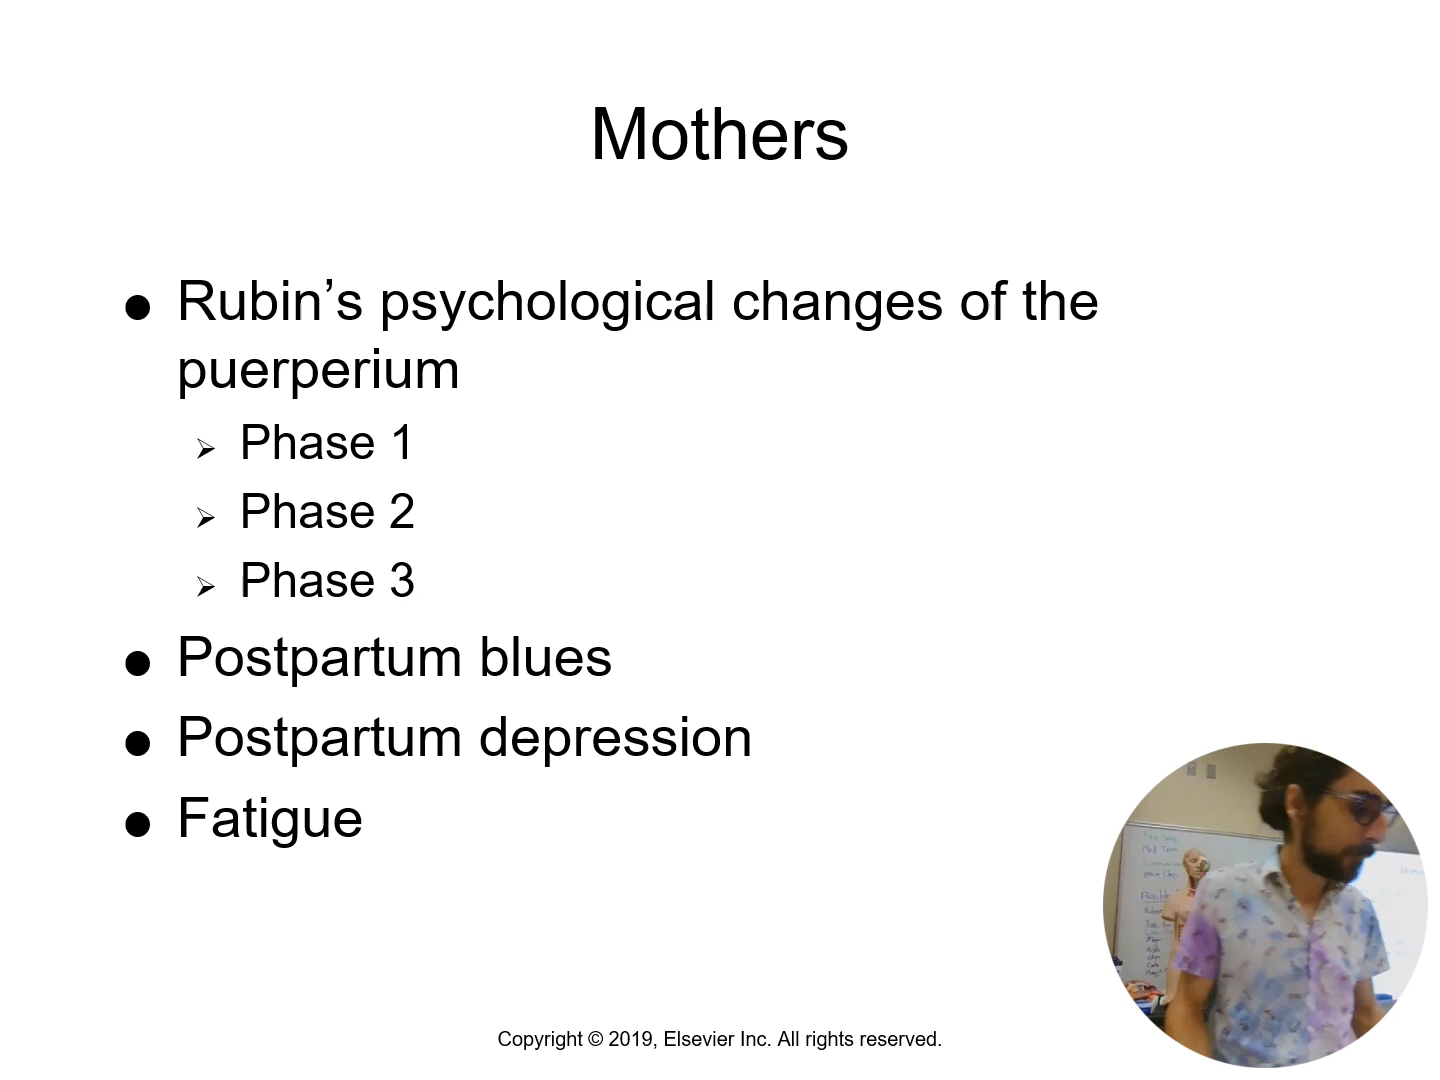 Mothers
● Rubin’s psychological changes of the
puerperium
➢ Phase 1
➢ Phase 2
➢ Phase 3
● Postpartum blues
● Postpartum depression
● Fatigue
Copyright © 2019, Elsevier Inc. All rights reserved.